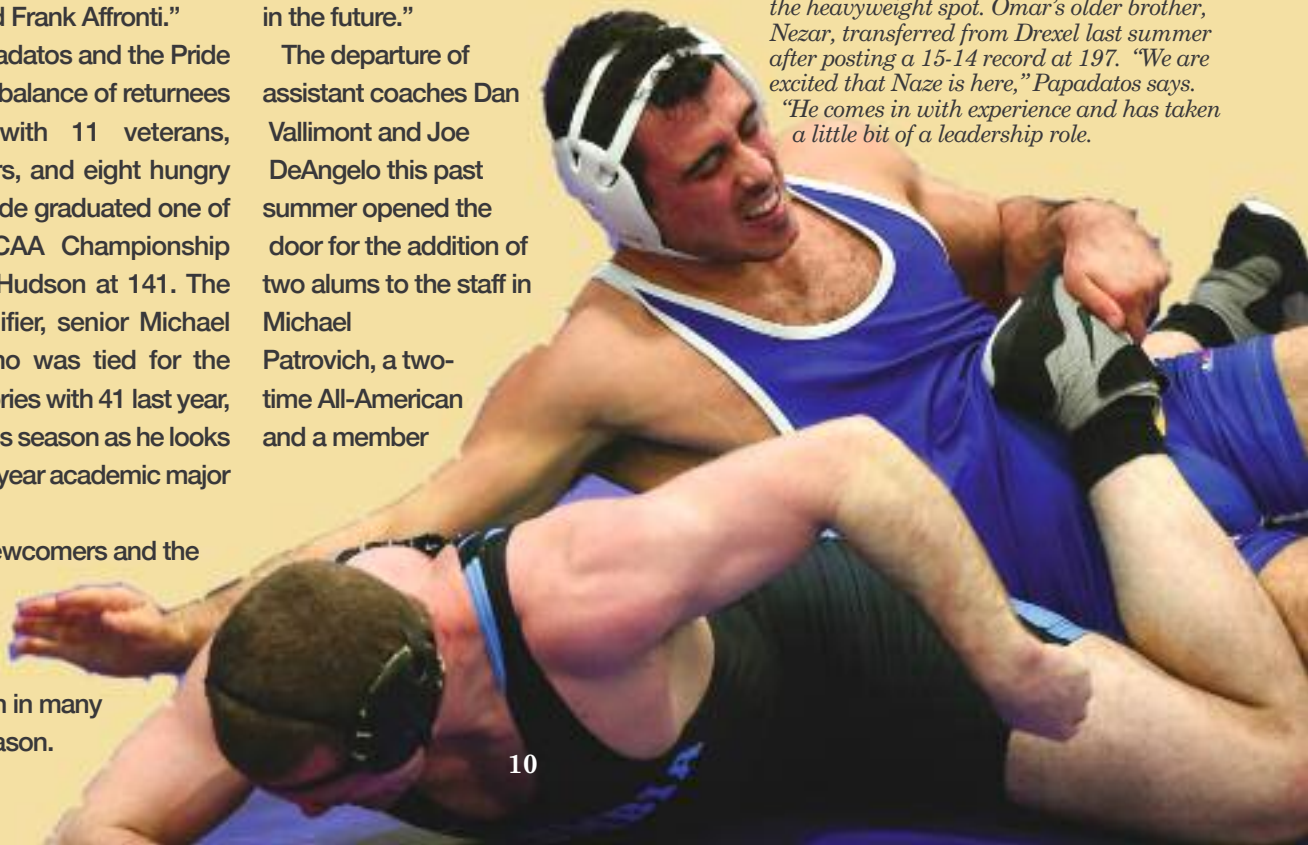 d Frank Affronti.”
adatos and the Pride
balance of returnees
with 11 veterans,
rs, and eight hungry
de graduated one of
CAA Championship
Hudson at 141. The
ifier, senior Michael
no was tied for the
ries with 41 last year,
s season as he looks
year academic major
ewcomers and the
n in many
ason.
in the future.”
The departure of
assistant coaches Dan
Vallimont and Joe
DeAngelo this past
summer opened the
door for the addition of
two alums to the staff in
Michael
Patrovich, a two-
time All-American
and a member
the heavyweight spot. Omar’s older brother,
Nezar, transferred from Drexel last summer
after posting a 15-14 record at 197. “We are
excited that Naze is here,” Papadatos says.
“He comes in with experience and has taken
a little bit of a leadership role.
10